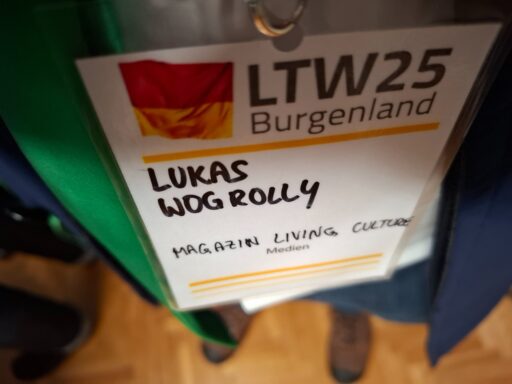 LTW25
Burgenland
LUKAS
WOGROLLY
MAGAZIN LIVING CULTURE
Medien